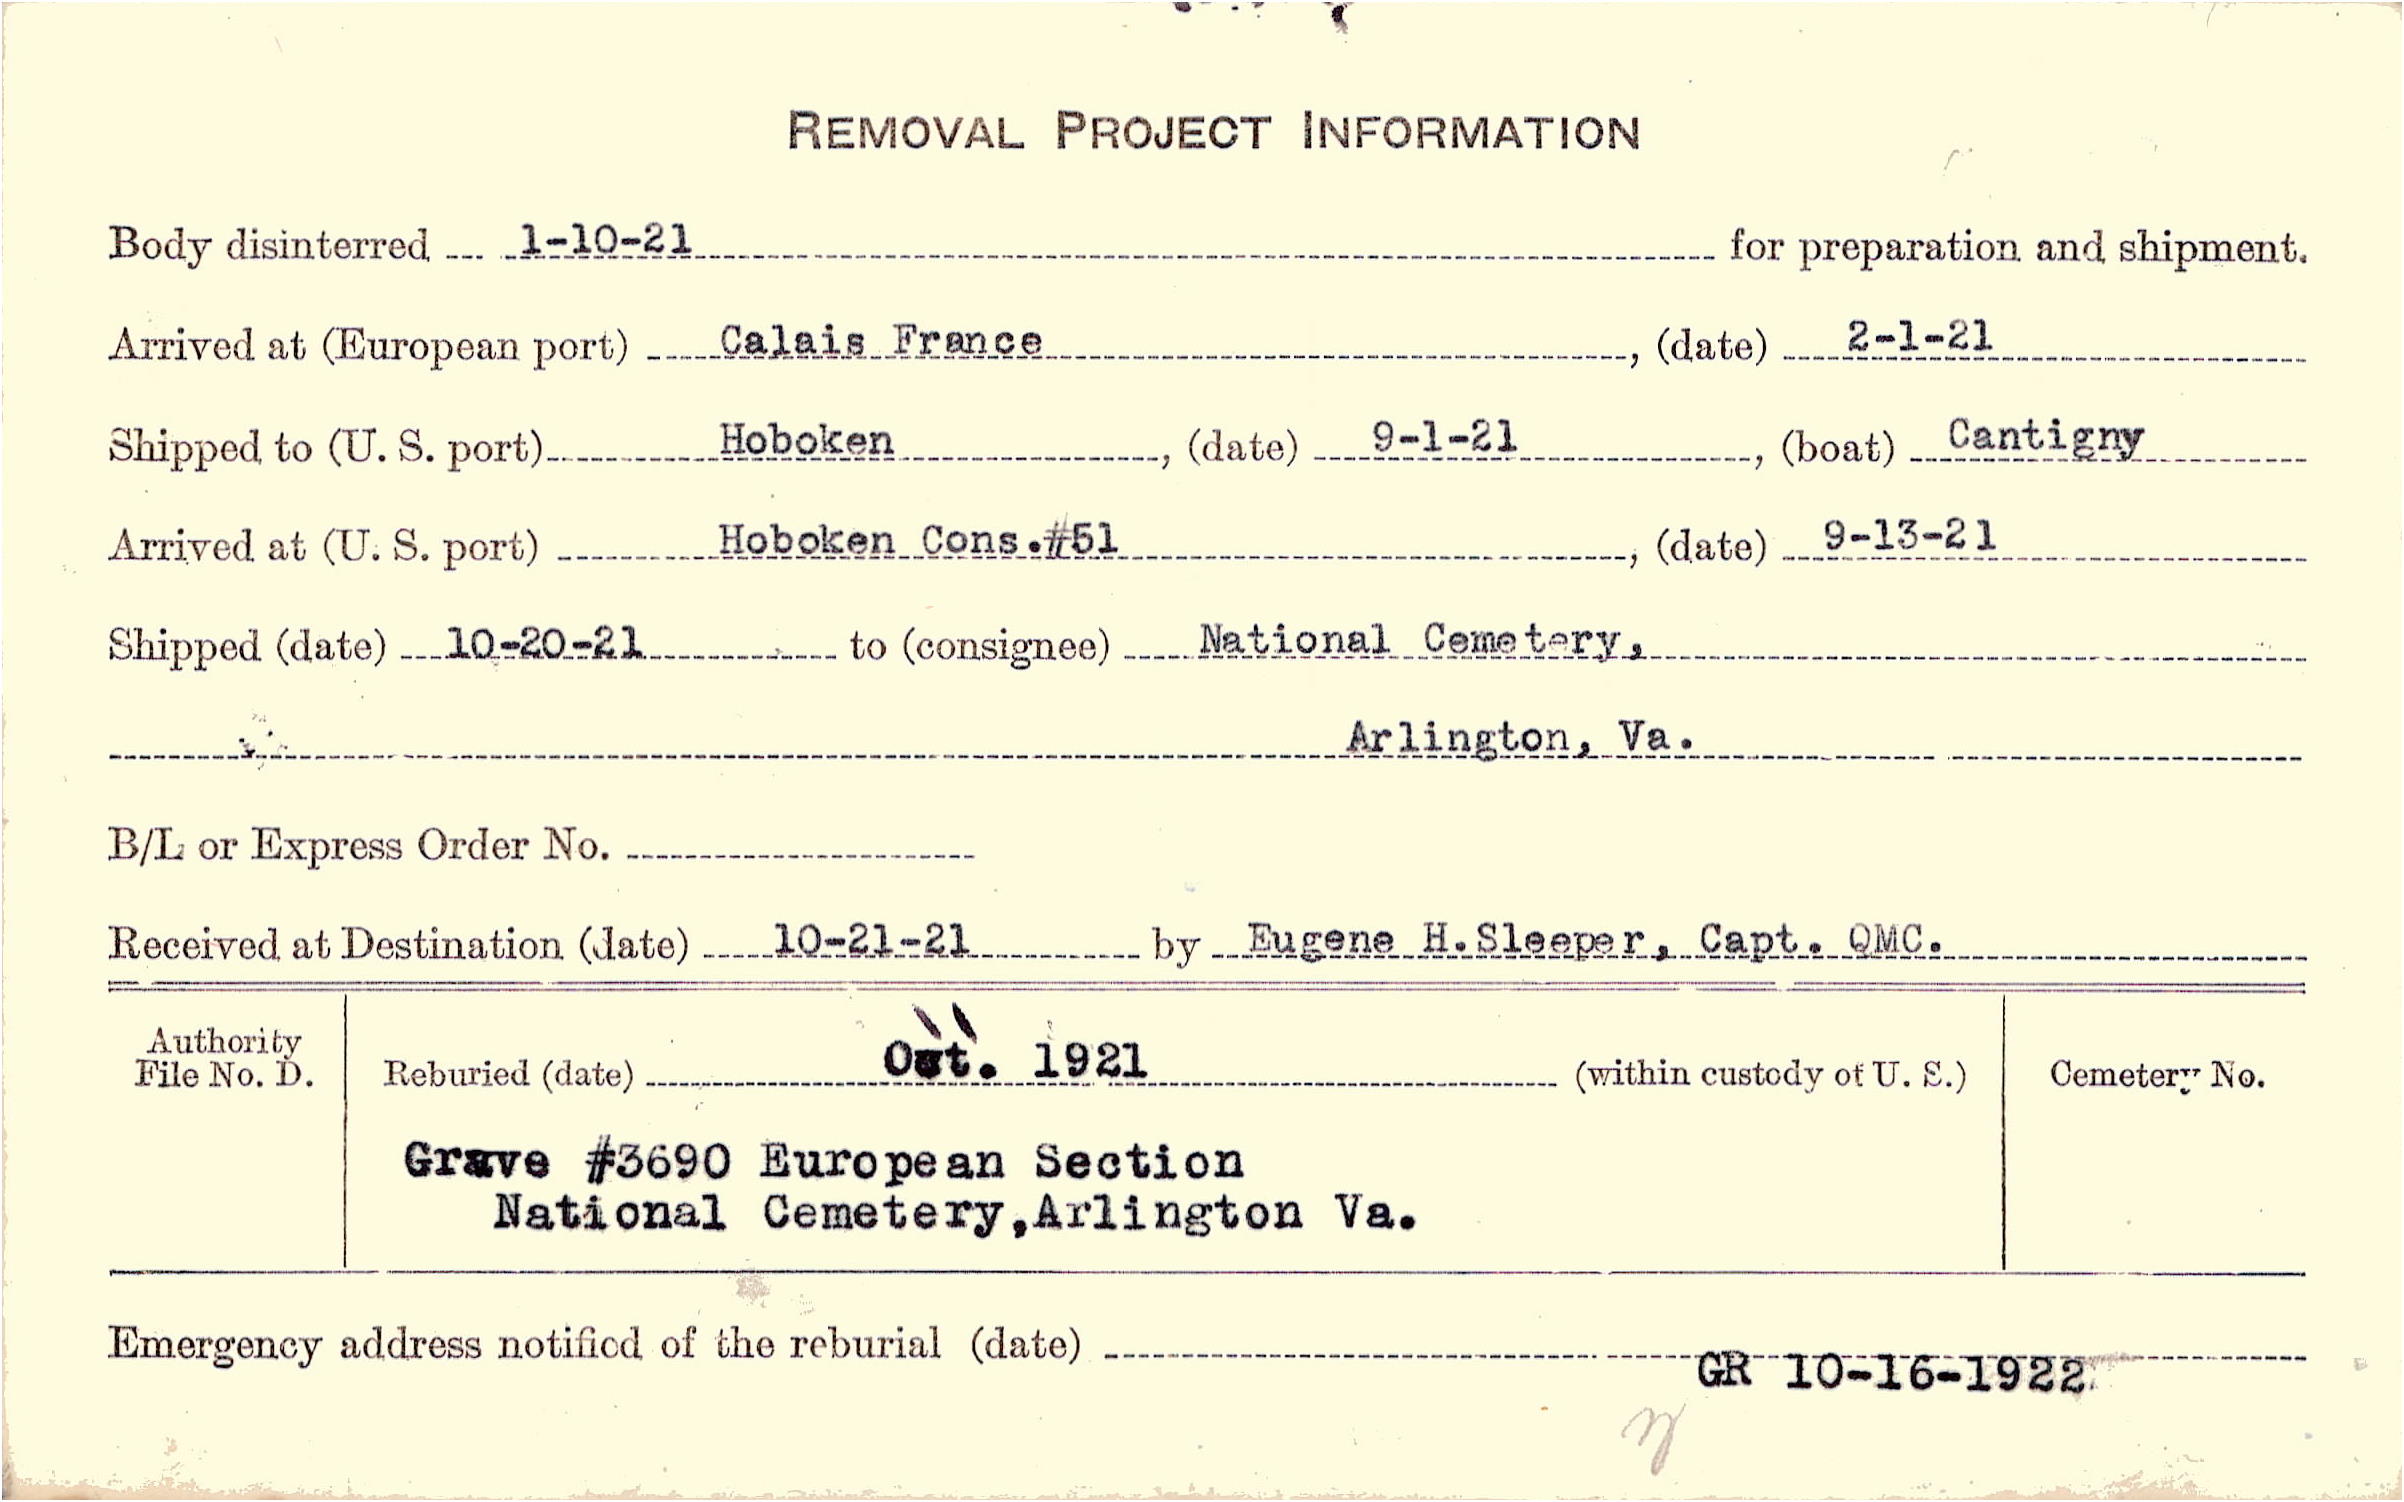 REMOVAL PROJECT INFORMATION
Body disinterred 1-10-21 for preparation and shipment.
Arrived at (European port) Calais France, (date) 2-1-21
Shipped to (U. S. port) Hoboken, (date) 9-1-21, (boat) Cantigny
Arrived at (U. S. port) Hoboken Cons.#51, (date) 9-13-21
Shipped (date) 10-20-21 to (consignee) National Cemetery,
Arlington, Va.
B/L or Express Order No.
Received at Destination (date) 10-21-21 by Eugene H.Sleeper, Capt. QMC.
Authority File No. D.
Reburied (date) Oct. 1921 (within custody of U. S.)
Cemetery No.
Grave #3690 European Section
National Cemetery,Arlington Va.
Emergency address notified of the reburial (date)
GR 10-16-1922